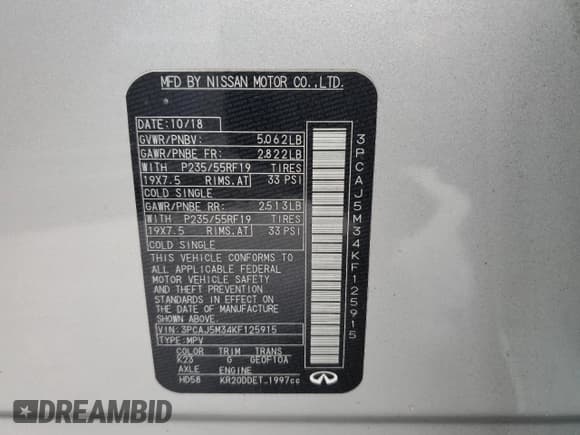 MFD BY NISSAN MOTOR CO.,LTD.
DATE:10/18
GVWR/PNBV: 5,062LB
GAWR/PNBE FR: 2,822LB
WITH P235/55RF19 TIRES
19X7.5 RIMS.AT 33 PSI
COLD SINGLE
GAWR/PNBE RR: 2,513LB
WITH P235/55RF19 TIRES
19X7.5 RIMS.AT 33 PSI
COLD SINGLE
THIS VEHICLE CONFORMS TO
ALL APPLICABLE FEDERAL
MOTOR VEHICLE SAFETY
AND THEFT PREVENTION
STANDARDS IN EFFECT ON
THE DATE OF MANUFACTURE
SHOWN ABOVE
VIN: 3PCAJ5M34KF125915
TYPE:MPV
COLOR TRIM TRANS
K23 G GE0F10A
AXLE ENGINE
HD58 KR20DDET_1997cc
INFINITI
3PCAJ5M34KF125915
DREAMBID